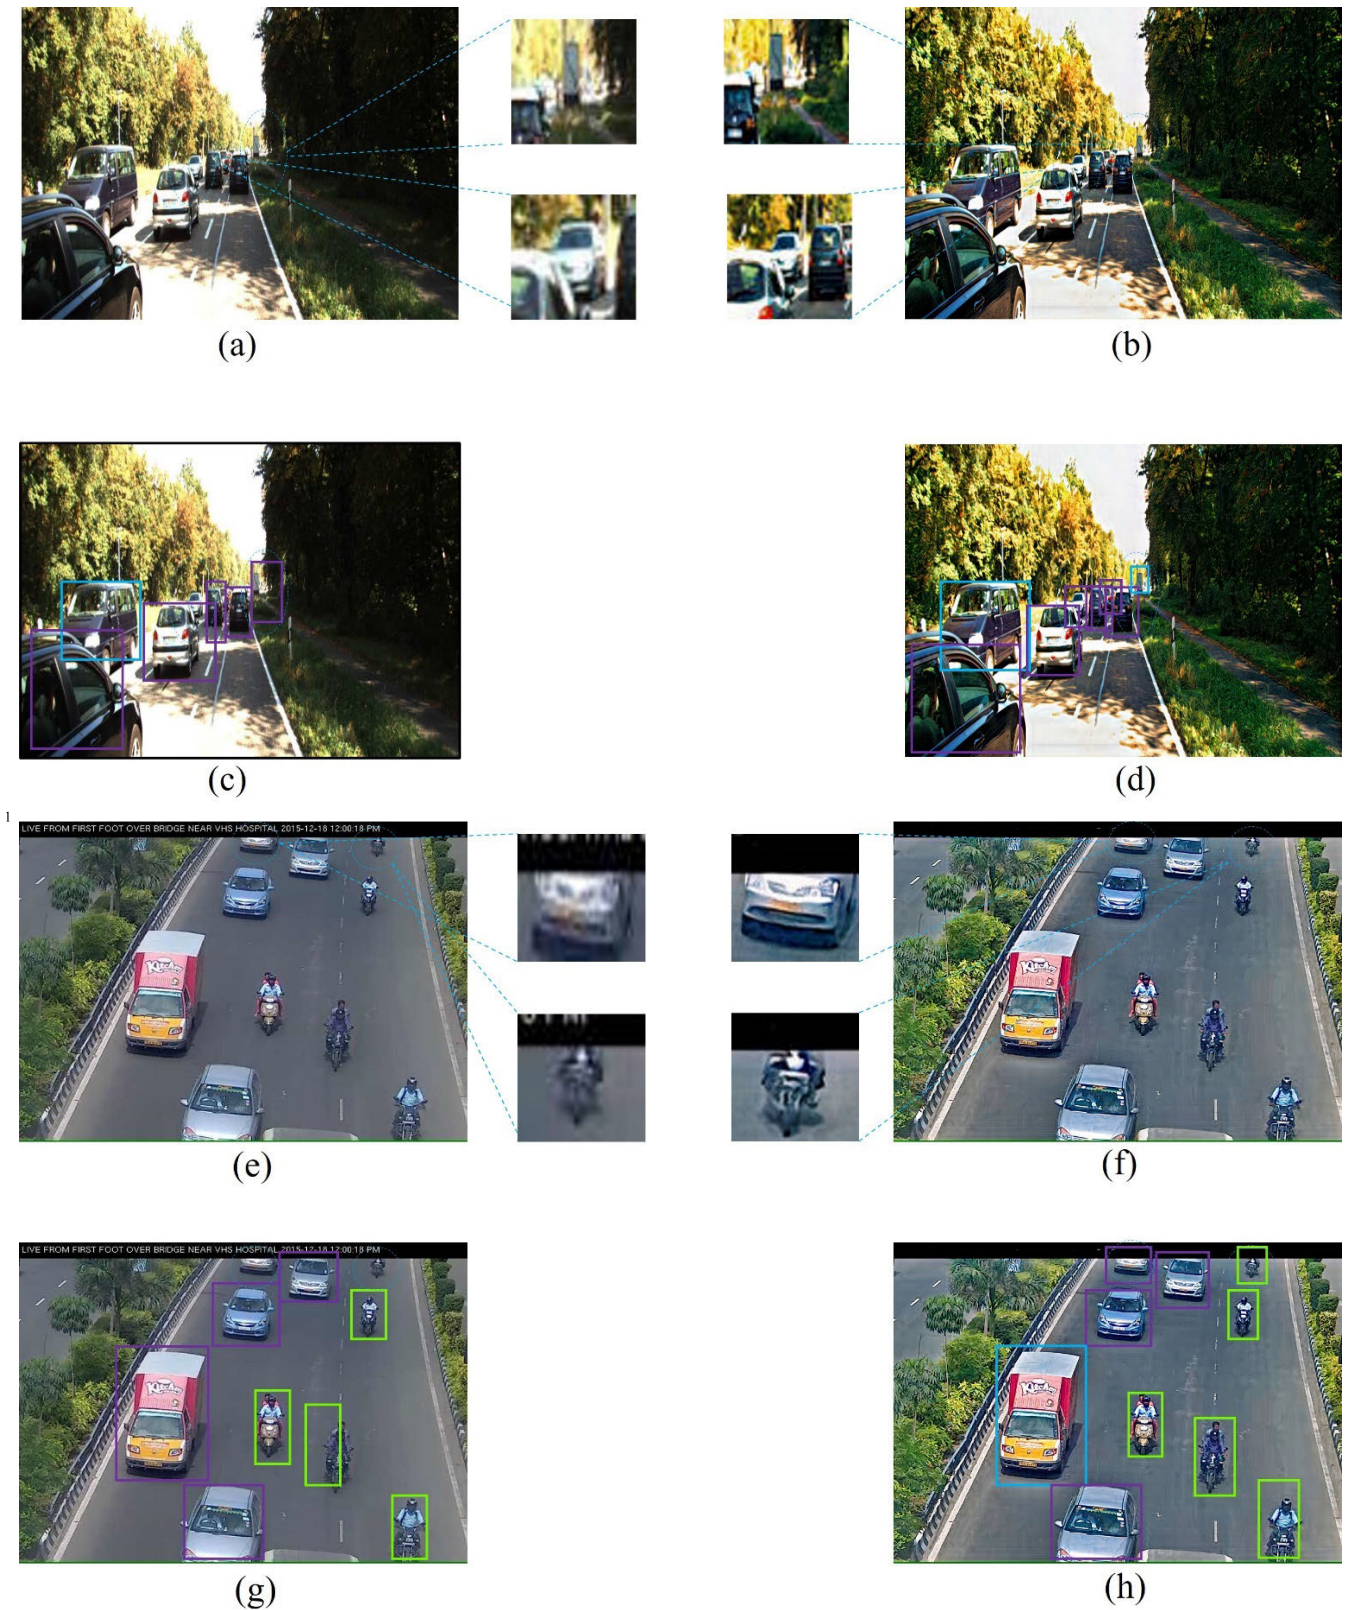 (a)
(b)
(c)
(d)
1
LIVE FROM FIRST FOOT OVER BRIDGE NEAR VHS HOSPITAL 2015-12-18 12:00:18 PM
(e)
(f)
LIVE FROM FIRST FOOT OVER BRIDGE NEAR VHS HOSPITAL 2015-12-18 12:00:18 PM
(g)
(h)